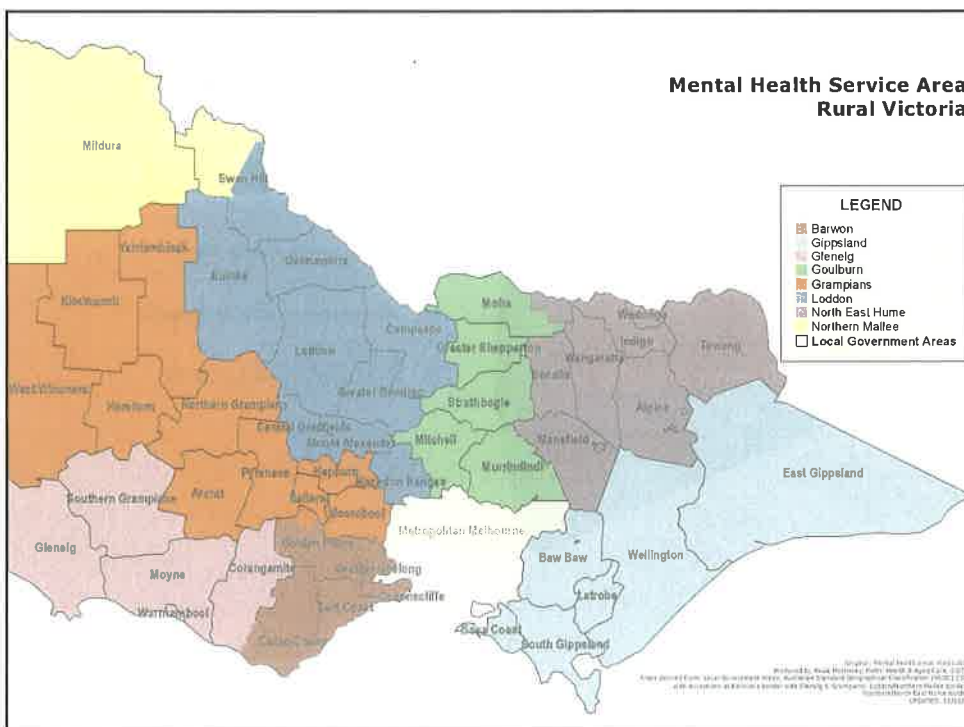 Mental Health Service Area
Rural Victoria
Mildura
Swan Hill
LEGEND
Barwon
Gippsland
Glenelg
Goulburn
Grampians
Loddon
North East Hume
Northern Mallee
Local Government Areas
Yarriambiack
Buloke
Gannawarra
Hindmarsh
Moira
Campaspe
Wodonga
Loddon
Greater Shepparton
Wangaratta
Indigo
Towong
Benalla
West Wimmera
Horsham
Northern Grampians
Greater Bendigo
Strathbogie
Alpine
Central Goldfields
Mount Alexander
Mitchell
Mansfield
Murrindindi
East Gippsland
Southern Grampians
Ararat
Pyrenees
Hepburn
Macedon Ranges
Ballarat
Moorabool
Metropolitan Melbourne
Glenelg
Golden Plains
Wellington
Baw Baw
Moyne
Corangamite
Greater Geelong
Queenscliffe
Latrobe
Warrnambool
Surf Coast
Bass Coast
South Gippsland
Colac Otway